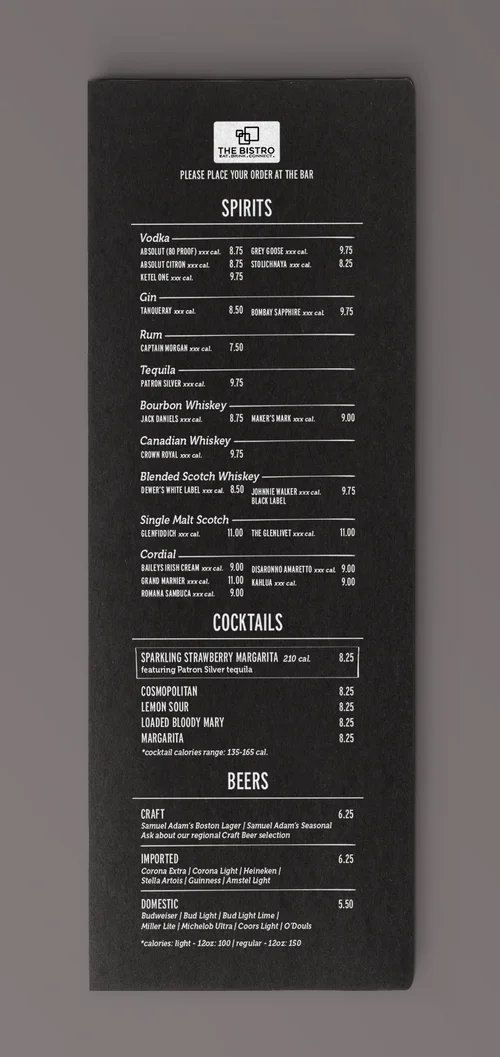 THE BISTRO
EAT. DRINK. CONNECT.
PLEASE PLACE YOUR ORDER AT THE BAR
SPIRITS
Vodka
ABSOLUT (80 PROOF) xxx cal. 8.75 GREY GOOSE xxx cal. 9.75
ABSOLUT CITRON xxx cal. 8.75 STOLICHNAYA xxx cal. 8.25
KETEL ONE xxx cal. 9.75
Gin
TANQUERAY xxx cal. 8.50 BOMBAY SAPPHIRE xxx cal. 9.75
Rum
CAPTAIN MORGAN xxx cal. 7.50
Tequila
PATRON SILVER xxx cal. 9.75
Bourbon Whiskey
JACK DANIELS xxx cal. 8.75 MAKER'S MARK xxx cal. 9.00
Canadian Whiskey
CROWN ROYAL xxx cal. 9.75
Blended Scotch Whiskey
DEWER'S WHITE LABEL xxx cal. 8.50 JOHNNIE WALKER xxx cal. 9.75
BLACK LABEL
Single Malt Scotch
GLENFIDDICH xxx cal. 11.00 THE GLENLIVET xxx cal. 11.00
Cordial
BAILEYS IRISH CREAM xxx cal. 9.00 DISARONNO AMARETTO xxx cal. 9.00
GRAND MARNIER xxx cal. 11.00 KAHLUA xxx cal. 9.00
ROMANA SAMBUCA xxx cal. 9.00
COCKTAILS
SPARKLING STRAWBERRY MARGARITA 210 cal. 8.25
featuring Patron Silver tequila
COSMOPOLITAN 8.25
LEMON SOUR 8.25
LOADED BLOODY MARY 8.25
MARGARITA 8.25
*cocktail calories range: 135-165 cal.
BEERS
CRAFT 6.25
Samuel Adam's Boston Lager | Samuel Adam's Seasonal
Ask about our regional Craft Beer selection
IMPORTED 6.25
Corona Extra | Corona Light | Heineken |
Stella Artois | Guinness | Amstel Light
DOMESTIC 5.50
Budweiser | Bud Light | Bud Light Lime |
Miller Lite | Michelob Ultra | Coors Light | O'Douls
*calories: light - 12oz: 100 | regular - 12oz: 150